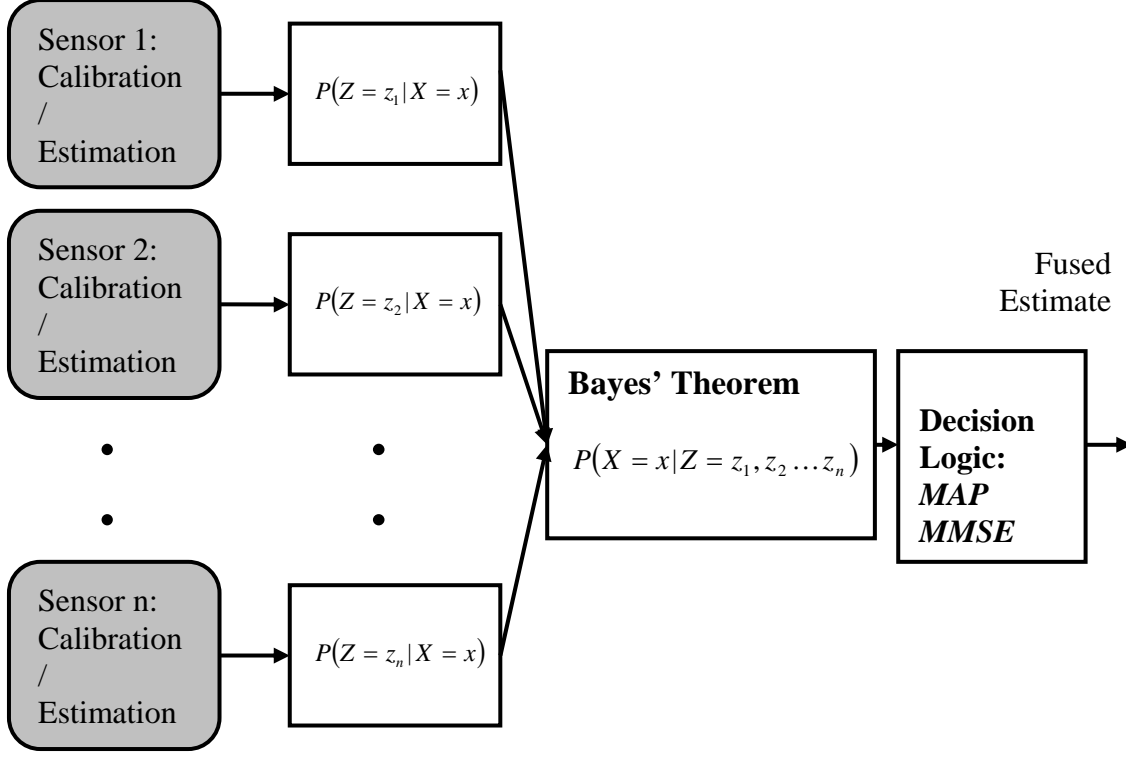 Sensor 1:
Calibration
/
Estimation
P(Z = z₁ | X = x)
Sensor 2:
Calibration
/
Estimation
P(Z = z₂ | X = x)
Fused
Estimate
Bayes’ Theorem
P(X = x | Z = z₁, z₂ … zₙ)
Decision
Logic:
MAP
MMSE
Sensor n:
Calibration
/
Estimation
P(Z = zₙ | X = x)